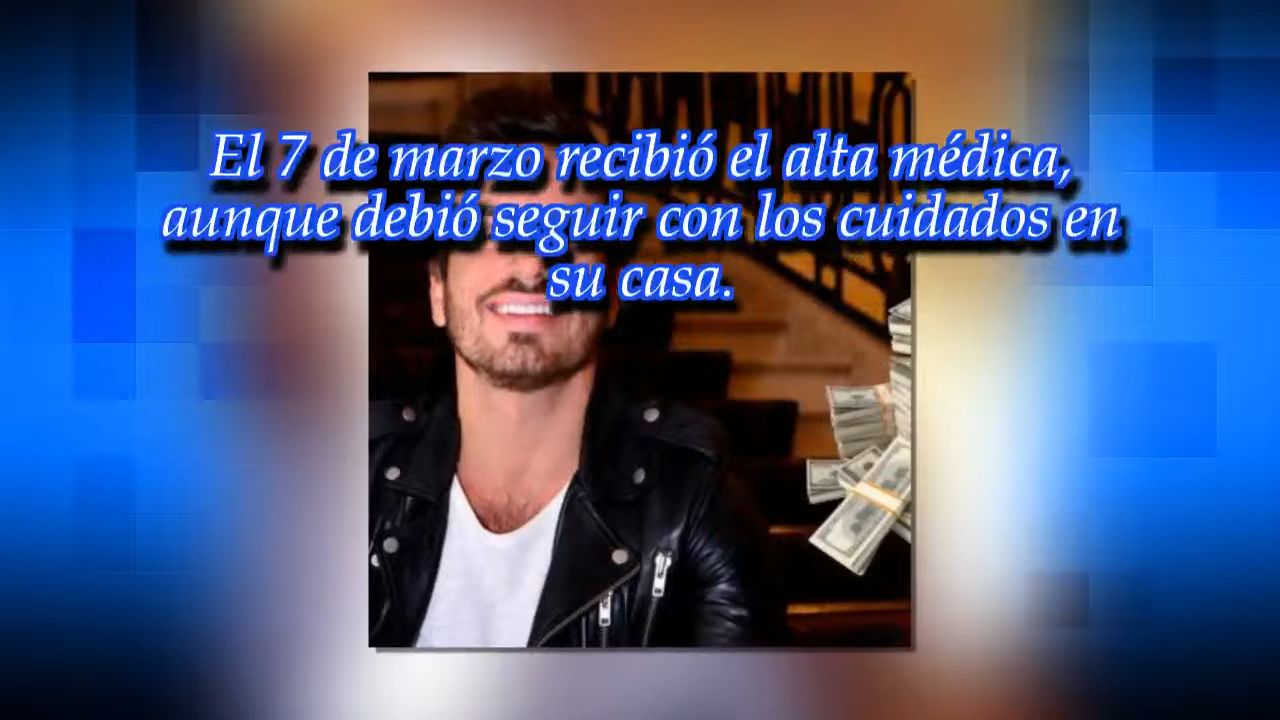 El 7 de marzo recibió el alta médica,
aunque debió seguir con los cuidados en
su casa.